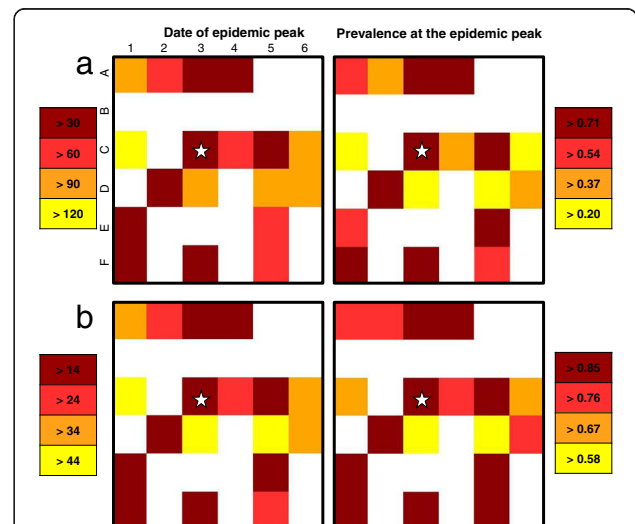 Date of epidemic peak
Prevalence at the epidemic peak
1 2 3 4 5 6
a
A
B
C
D
E
F
> 30
> 60
> 90
> 120
> 0.71
> 0.54
> 0.37
> 0.20
b
> 14
> 24
> 34
> 44
> 0.85
> 0.76
> 0.67
> 0.58